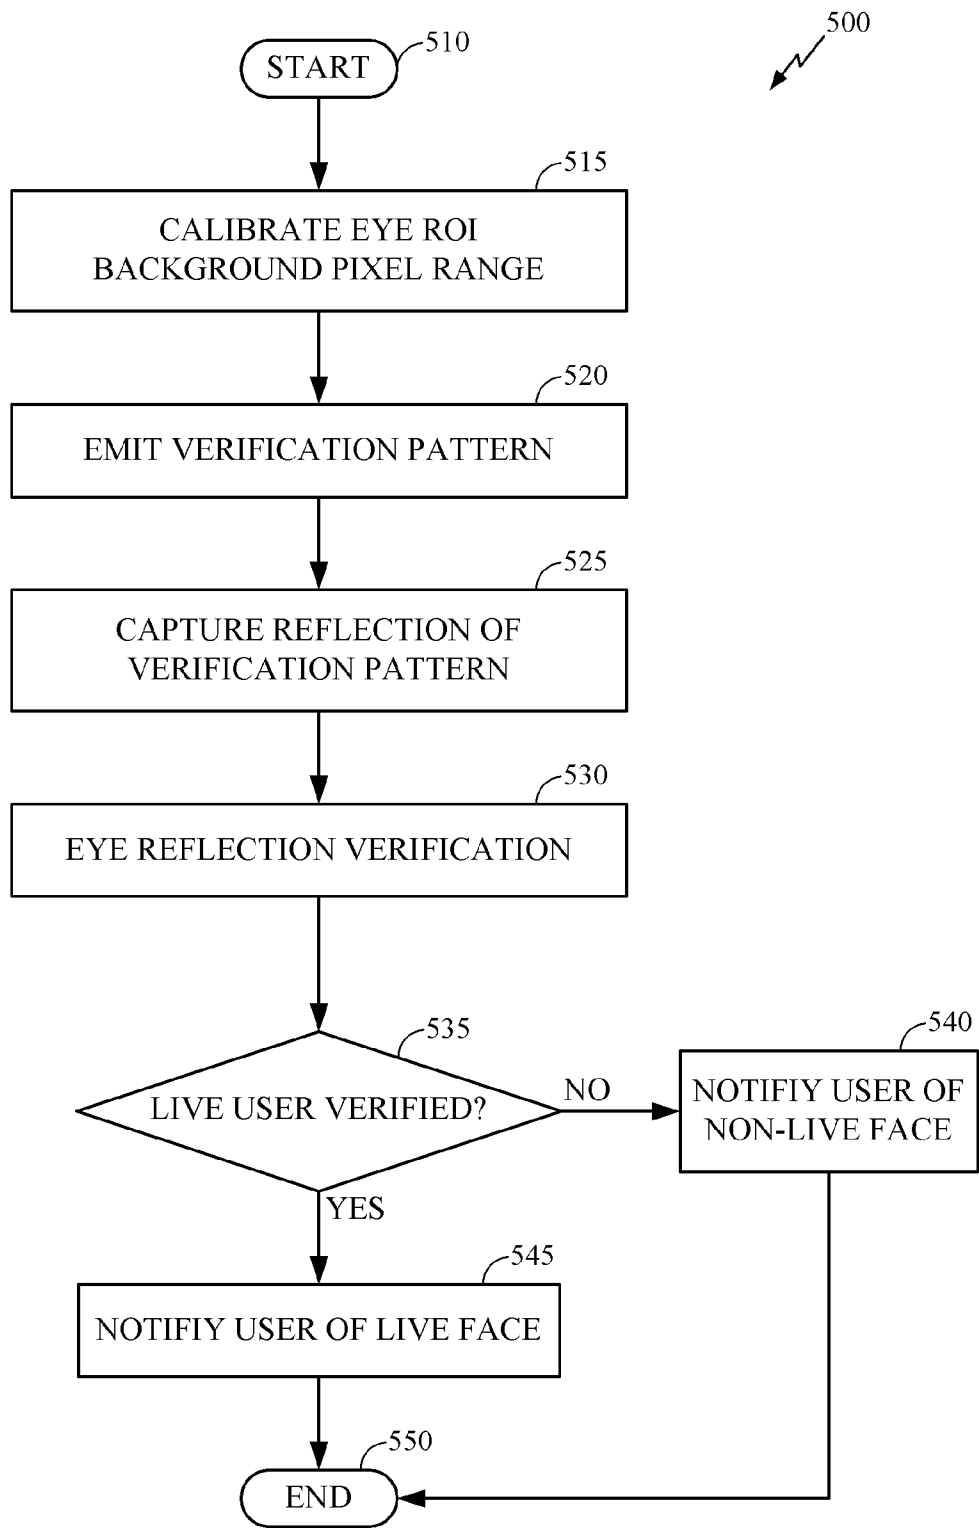 500
510
START
515
CALIBRATE EYE ROI
BACKGROUND PIXEL RANGE
520
EMIT VERIFICATION PATTERN
525
CAPTURE REFLECTION OF
VERIFICATION PATTERN
530
EYE REFLECTION VERIFICATION
535
LIVE USER VERIFIED?
NO
540
NOTIFIY USER OF
NON-LIVE FACE
YES
545
NOTIFIY USER OF LIVE FACE
550
END